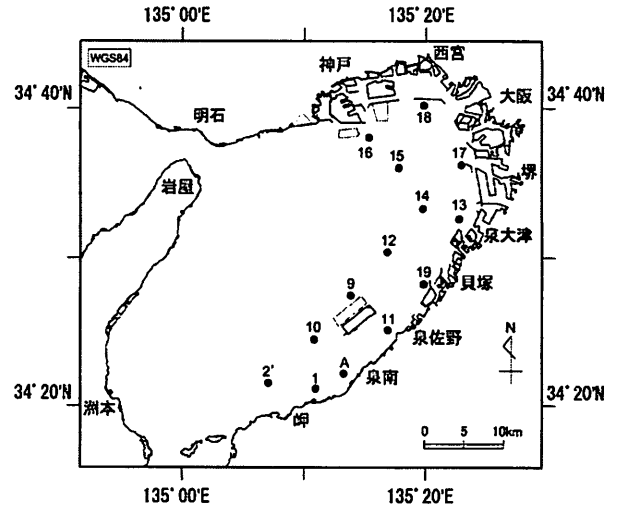 135°00'E 135°20'E
WGS84
神戸
西宮
34°40'N 34°40'N
明石
大阪
18
16
15
17
堺
岩屋
14
13
泉大津
12
19
貝塚
9
10
11
泉佐野
N
2'
1
A
泉南
34°20'N 34°20'N
洲本
岬
0 5 10km
135°00'E 135°20'E